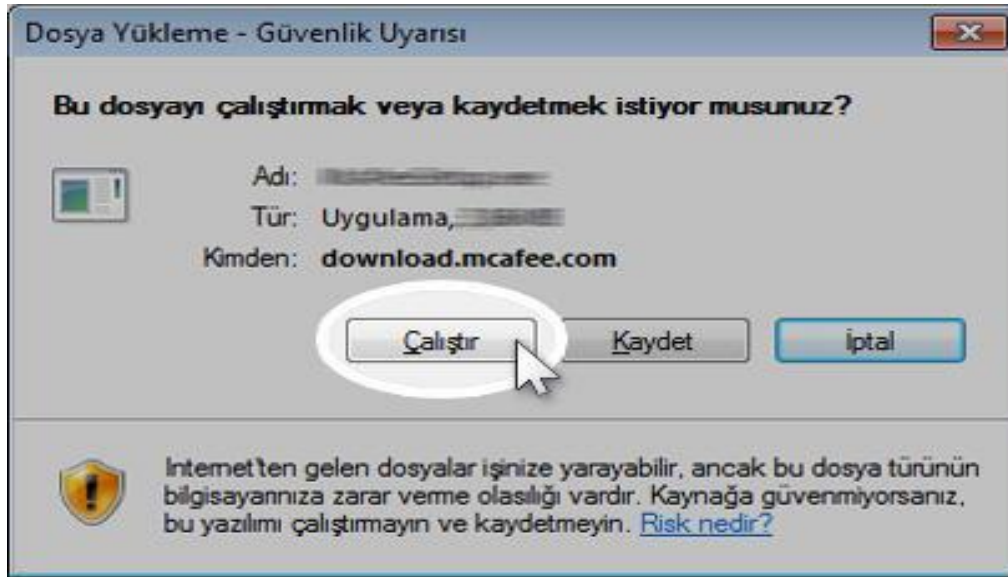 Dosya Yükleme - Güvenlik Uyarısı
Bu dosyayı çalıştırmak veya kaydetmek istiyor musunuz?
Adı:
Tür: Uygulama,
Kimden: download.mcafee.com
Çalıştır Kaydet İptal
Internet'ten gelen dosyalar işinize yarayabilir, ancak bu dosya türünün
bilgisayarınıza zarar verme olasılığı vardır. Kaynağa güvenmiyorsanız,
bu yazılımı çalıştırmayın ve kaydetmeyin. Risk nedir?